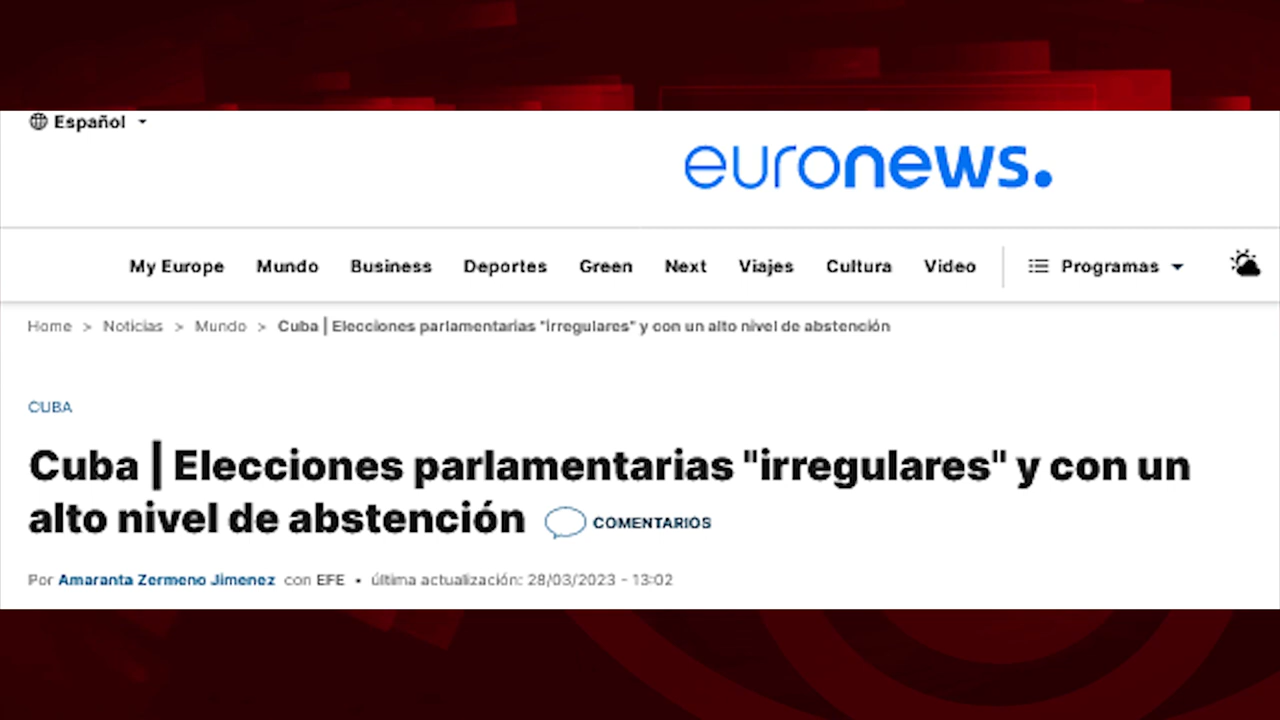 Español
euronews.
My Europe Mundo Business Deportes Green Next Viajes Cultura Video Programas
Home > Noticias > Mundo > Cuba | Elecciones parlamentarias "irregulares" y con un alto nivel de abstención
CUBA
Cuba | Elecciones parlamentarias "irregulares" y con un
alto nivel de abstención COMENTARIOS
Por Amaranta Zermeno Jimenez con EFE • última actualización: 28/03/2023 - 13:02